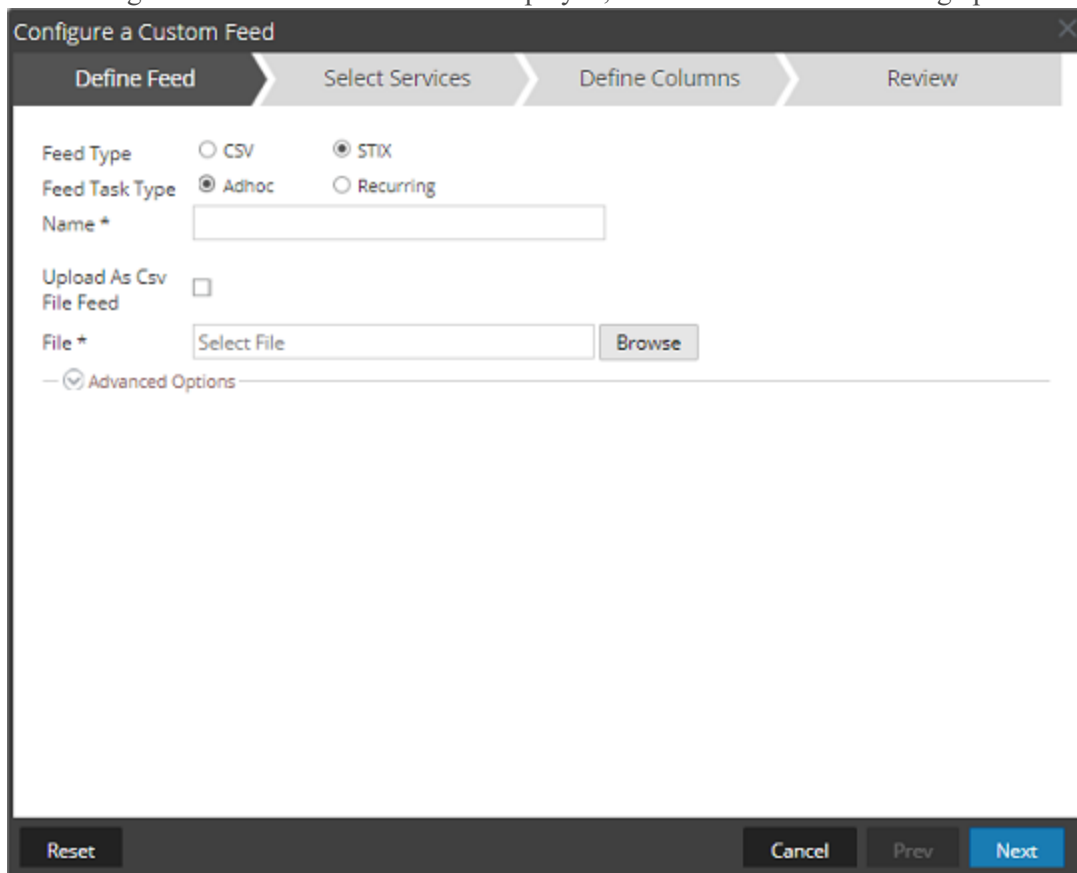 Configure a Custom Feed
Define Feed Select Services Define Columns Review
Feed Type CSV STIX
Feed Task Type Adhoc Recurring
Name *
Upload As Csv
File Feed
File * Select File Browse
Advanced Options
Reset Cancel Prev Next